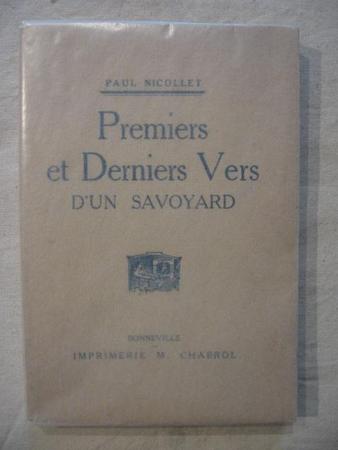 PAUL NICOLLET
Premiers
et Derniers Vers
D'UN SAVOYARD
BONNEVILLE
IMPRIMERIE M. CHABROL